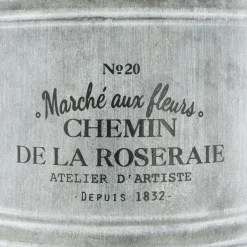 Nº20
Marché aux fleurs
CHEMIN
DE LA ROSERAIE
ATELIER D'ARTISTE
-DEPUIS 1832-